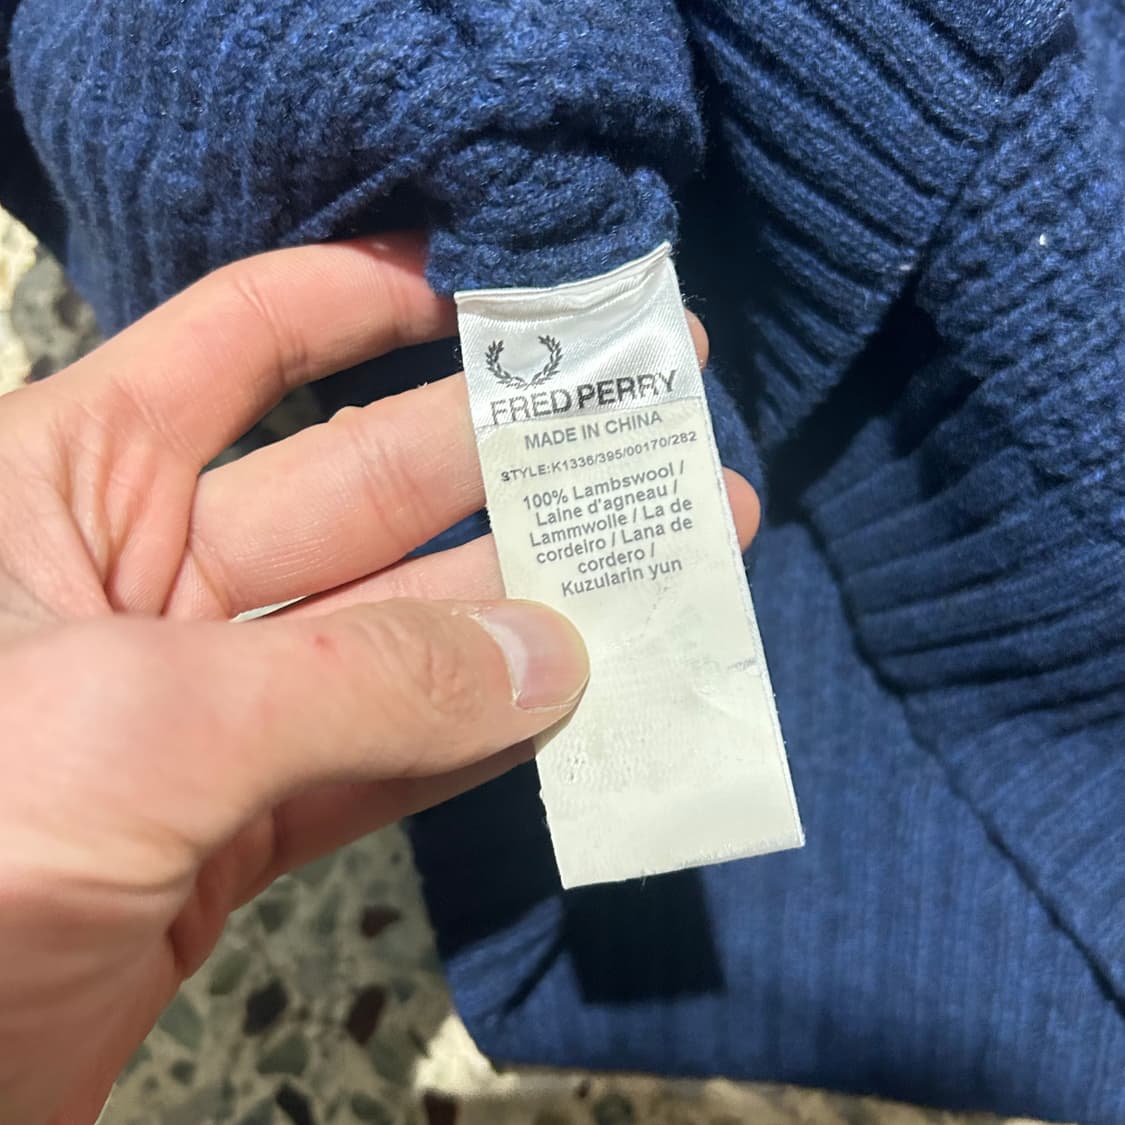 FRED PERRY
MADE IN CHINA
STYLE:K1336/395/00170/282
100% Lambswool /
Laine d'agneau /
Lammwolle / La de
cordeiro / Lana de
cordero /
Kuzularin yun